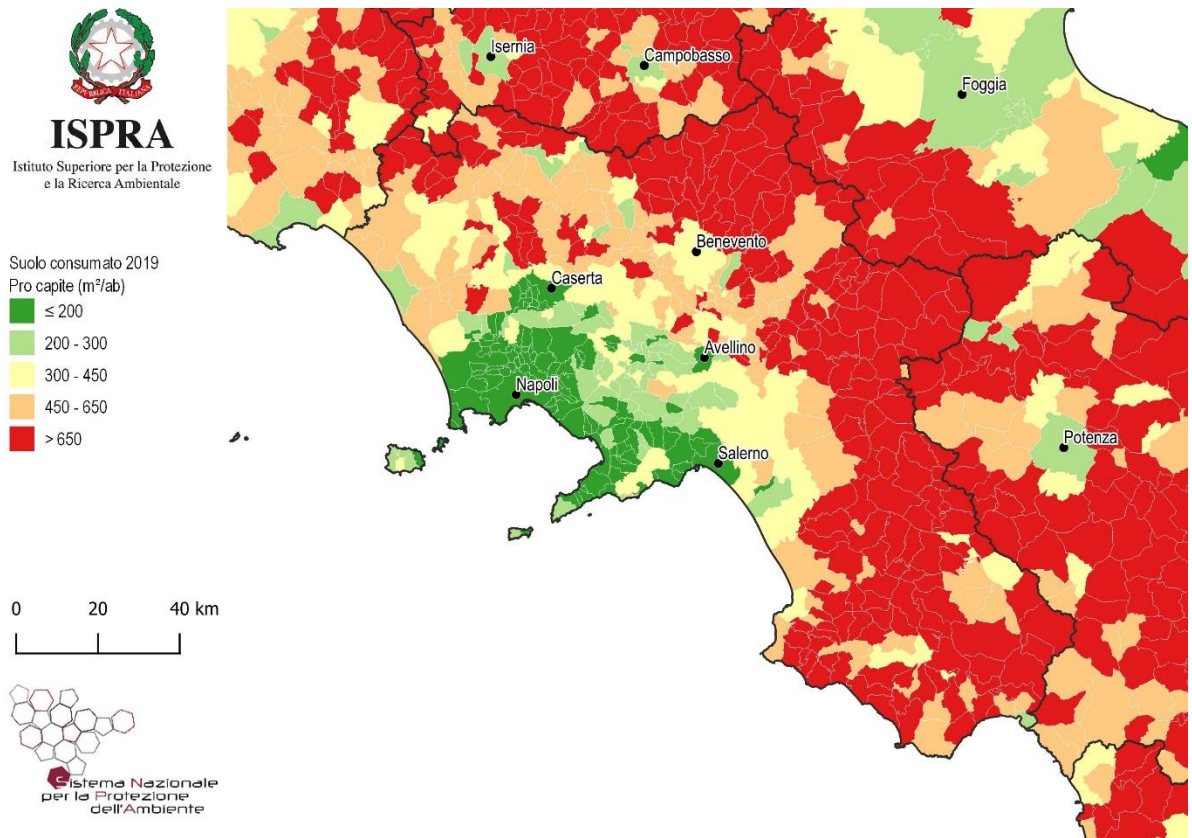 REPVBBLICA ITALIANA
ISPRA
Istituto Superiore per la Protezione
e la Ricerca Ambientale
Suolo consumato 2019
Pro capite (m²/ab)
≤ 200
200 - 300
300 - 450
450 - 650
> 650
0 20 40 km
Sistema Nazionale
per la Protezione
dell'Ambiente
Isernia
Campobasso
Foggia
Benevento
Caserta
Avellino
Napoli
Potenza
Salerno